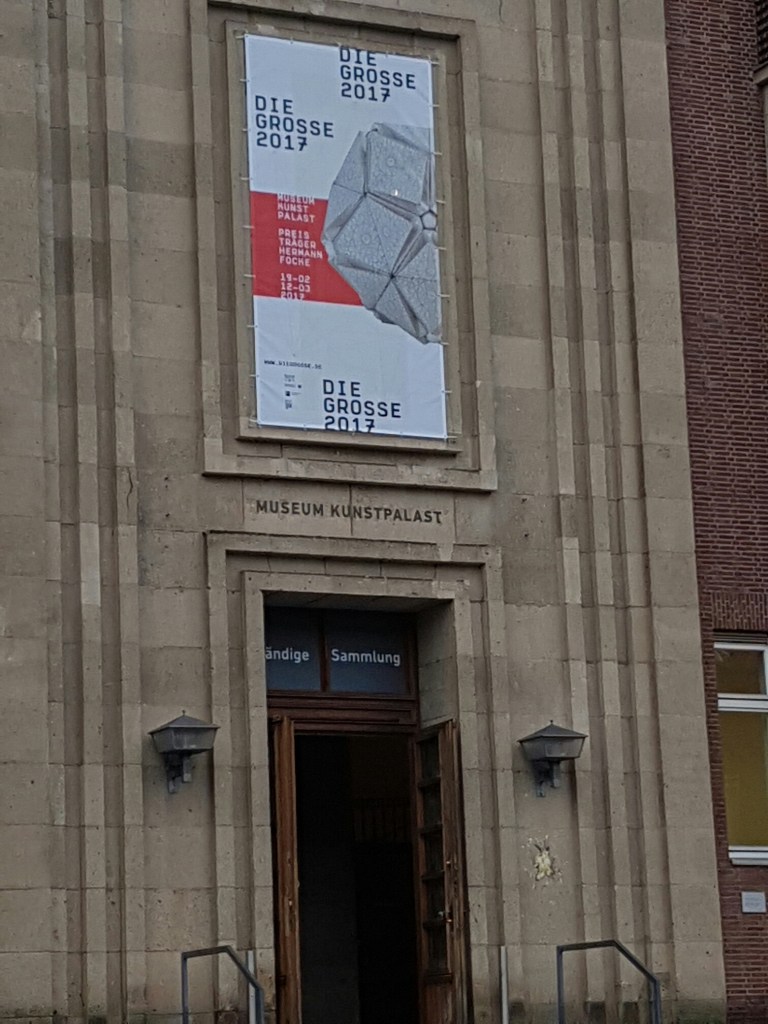 DIE
GROSSE
2017
DIE
GROSSE
2017
MUSEUM
KUNST
PALAST
PREIS
TRÄGER
HERMANN
FOCKE
19-02
12-03
2017
DIE
GROSSE
2017
MUSEUM KUNSTPALAST
ändige Sammlung